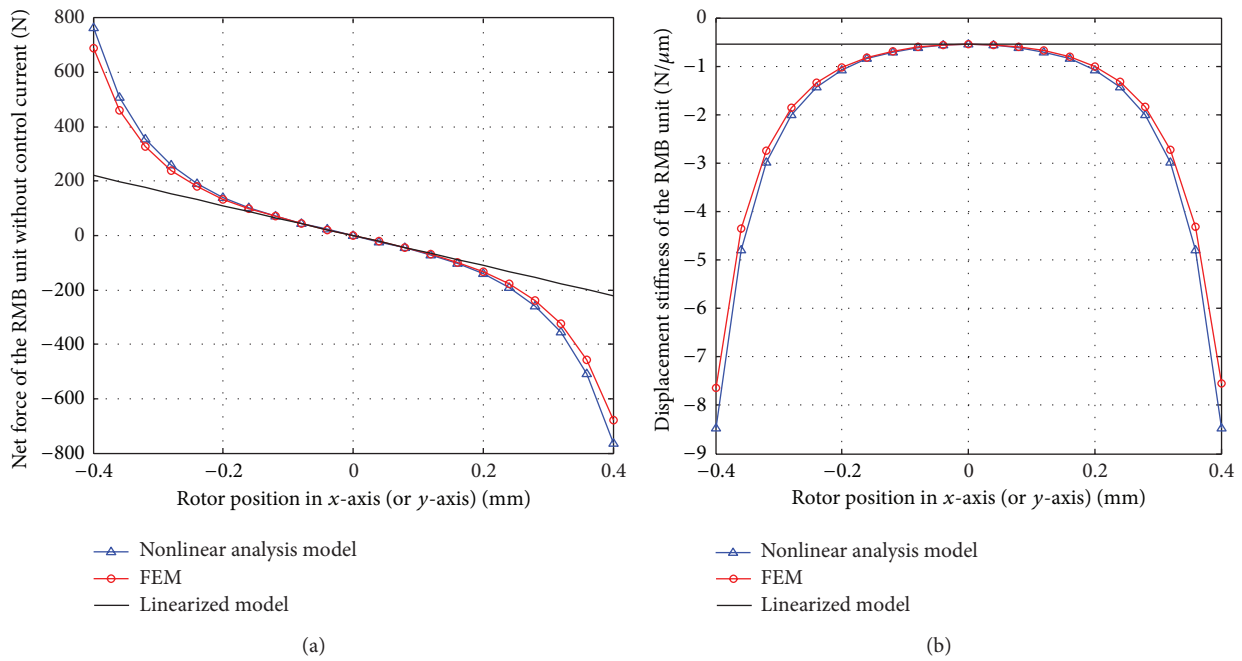 Net force of the RMB unit without control current (N)
800
600
400
200
0
−200
−400
−600
−800
−0.4
−0.2
0
0.2
0.4
Rotor position in x-axis (or y-axis) (mm)
Nonlinear analysis model
FEM
Linearized model
(a)
Displacement stiffness of the RMB unit (N/μm)
0
−1
−2
−3
−4
−5
−6
−7
−8
−9
−0.4
−0.2
0
0.2
0.4
Rotor position in x-axis (or y-axis) (mm)
Nonlinear analysis model
FEM
Linearized model
(b)